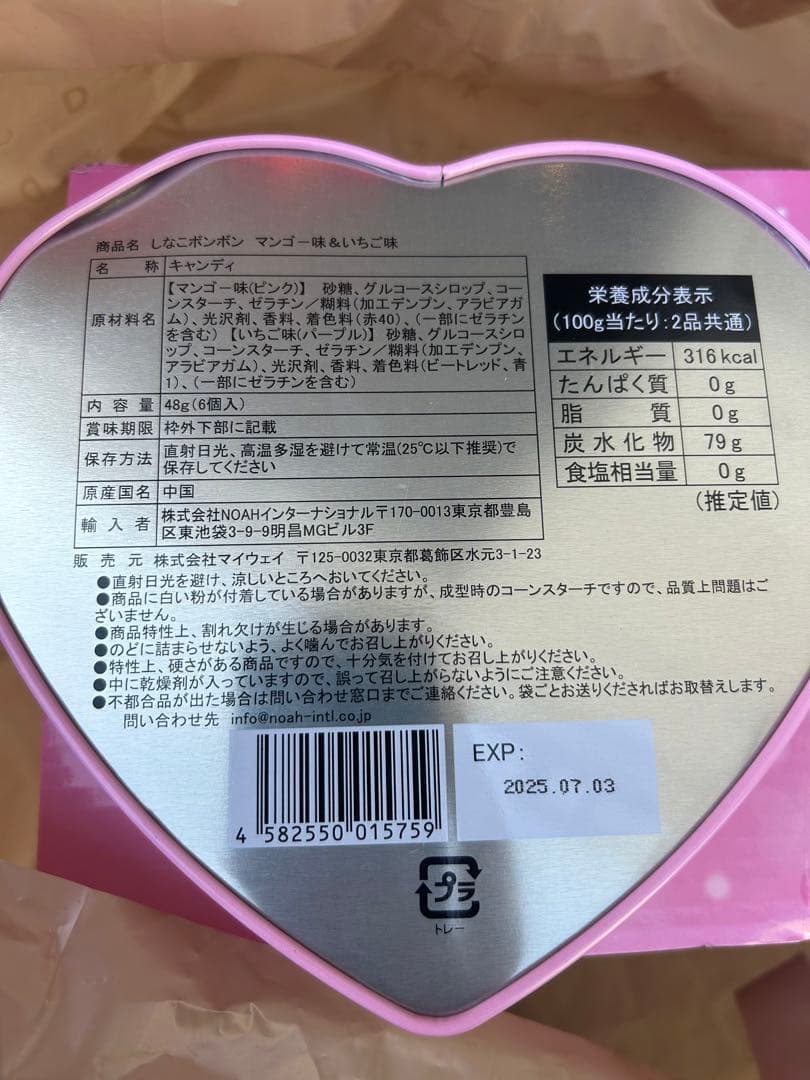 商品名 しなこボンボン マンゴー味&いちご味
名 称 キャンディ
原材料名 【マンゴー味(ピンク)】 砂糖、グルコースシロップ、コー
ンスターチ、ゼラチン/糊料(加工デンプン、アラビアガ
ム)、光沢剤、香料、着色料(赤40)、(一部にゼラチン
を含む)【いちご味(パープル)】 砂糖、グルコースシロ
ップ、コーンスターチ、ゼラチン/糊料(加工デンプン、
アラビアガム)、光沢剤、香料、着色料(ビートレッド、青
1)、(一部にゼラチンを含む)
内 容 量 48g(6個入)
賞味期限 枠外下部に記載
保存方法 直射日光、高温多湿を避けて常温(25℃以下推奨)で
保存してください
原産国名 中国
輸 入 者 株式会社NOAHインターナショナル〒170-0013東京都豊島
区東池袋3-9-9明昌MGビル3F
販 売 元 株式会社マイウェイ 〒125-0032東京都葛飾区水元3-1-23
栄養成分表示
(100g当たり:2品共通)
エネルギー 316kcal
たんぱく質 0g
脂 質 0g
炭水化物 79g
食塩相当量 0g
(推定値)
●直射日光を避け、涼しいところへおいてください。
●商品に白い粉が付着している場合がありますが、成型時のコーンスターチですので、品質上問題はご
ざいません。
●商品特性上、割れ欠けが生じる場合があります。
●のどに詰まらせないよう、よく噛んでお召し上がりください。
●特性上、硬さがある商品ですので、十分気を付けてお召し上がりください。
●中に乾燥剤が入っていますので、誤って召し上がらないようにご注意ください。
●不都合品が出た場合は問い合わせ窓口までご連絡ください。袋ごとお送りくださればお取替えします。
問い合わせ先 info@noah-intl.co.jp
4 582550 015759
EXP:
2025.07.03
プラ
トレー